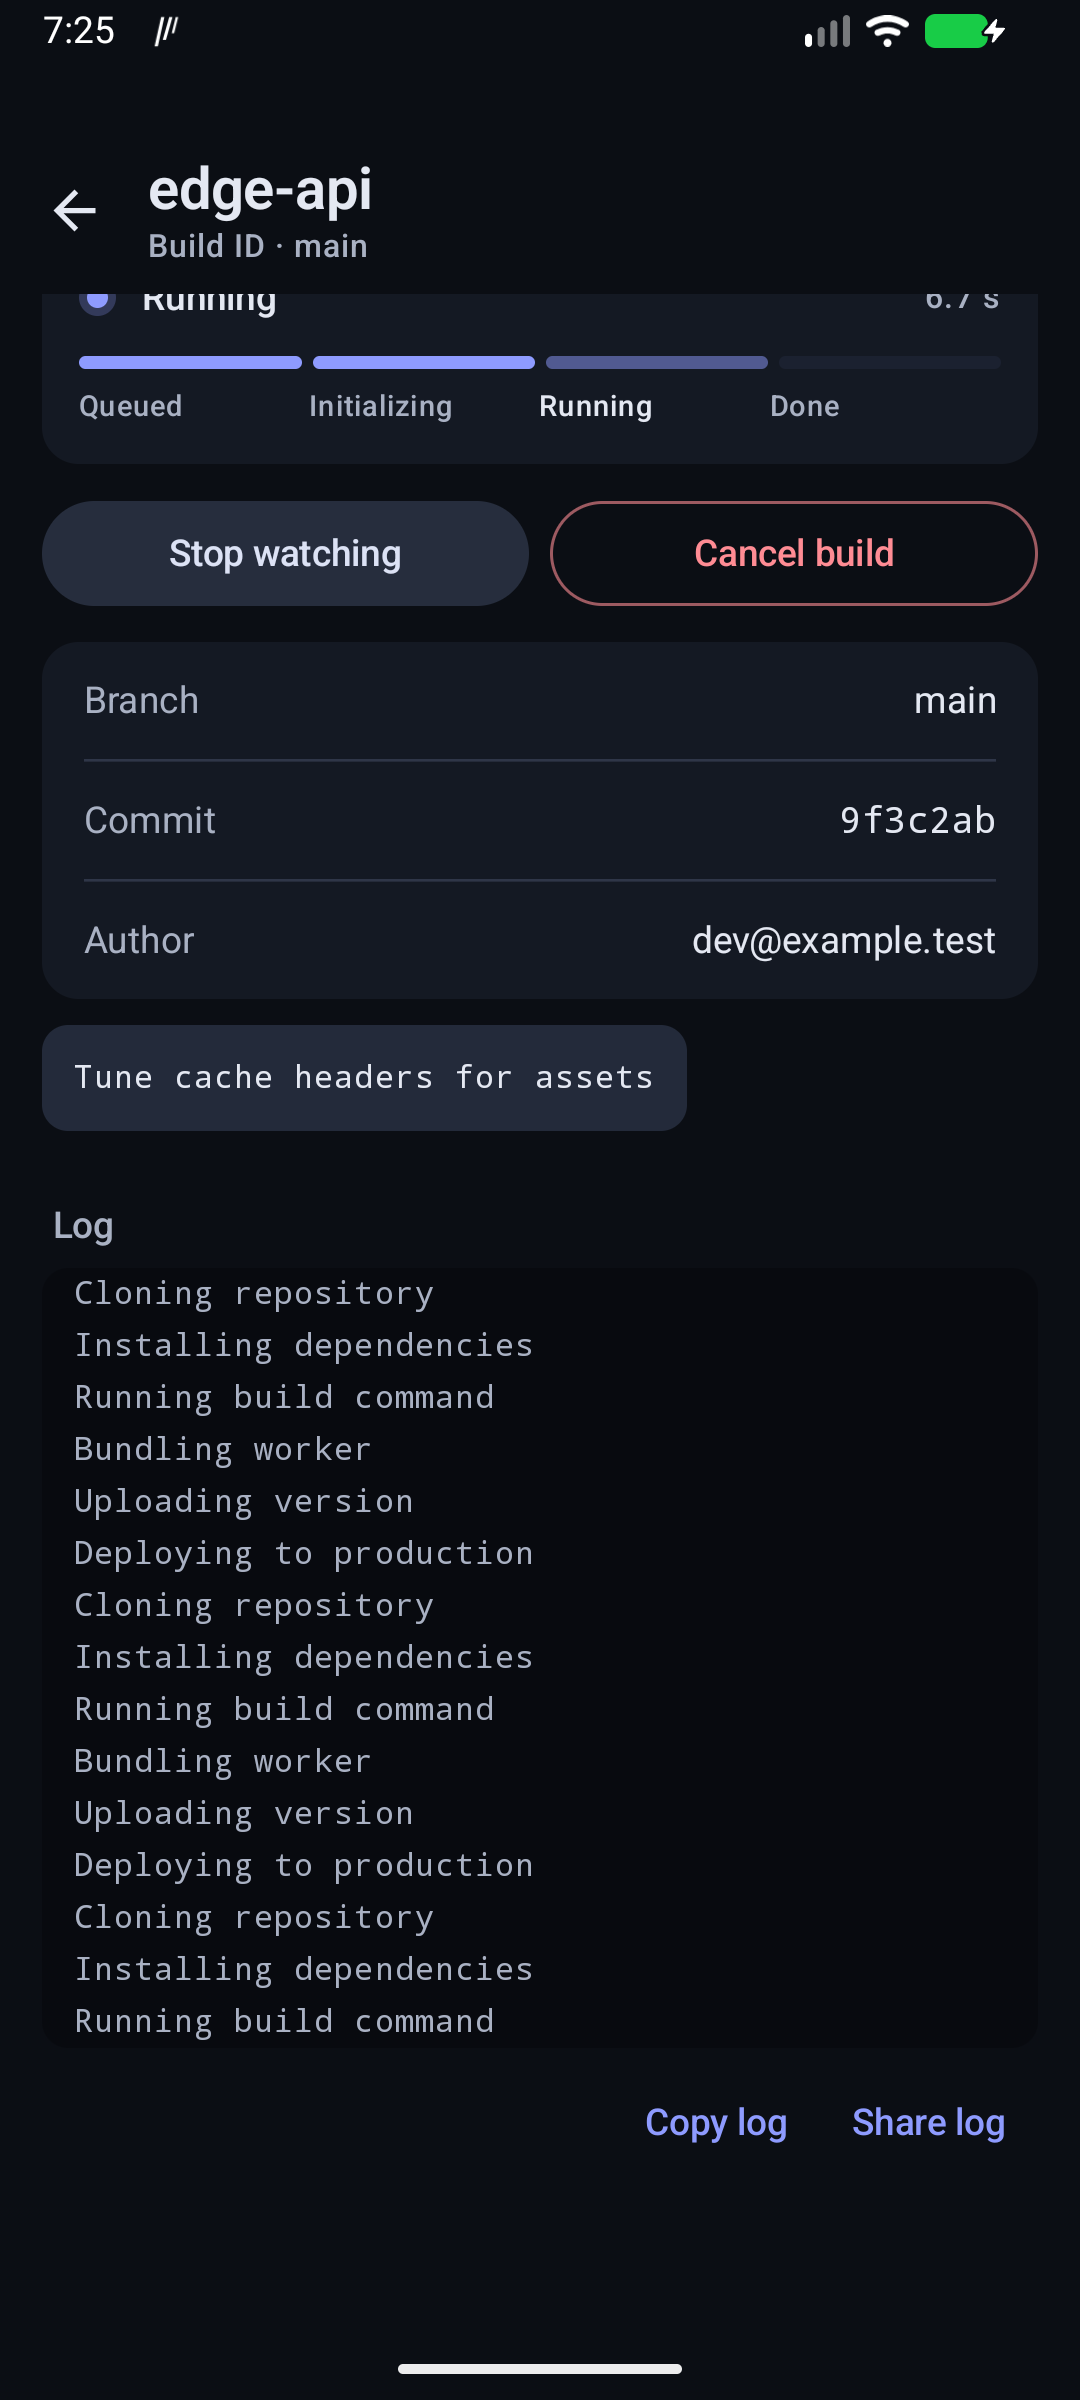 7:25
edge-api
Build ID · main
Running 6.7 s
Queued Initializing Running Done
Stop watching Cancel build
Branch main
Commit 9f3c2ab
Author dev@example.test
Tune cache headers for assets
Log
Cloning repository
Installing dependencies
Running build command
Bundling worker
Uploading version
Deploying to production
Cloning repository
Installing dependencies
Running build command
Bundling worker
Uploading version
Deploying to production
Cloning repository
Installing dependencies
Running build command
Copy log Share log